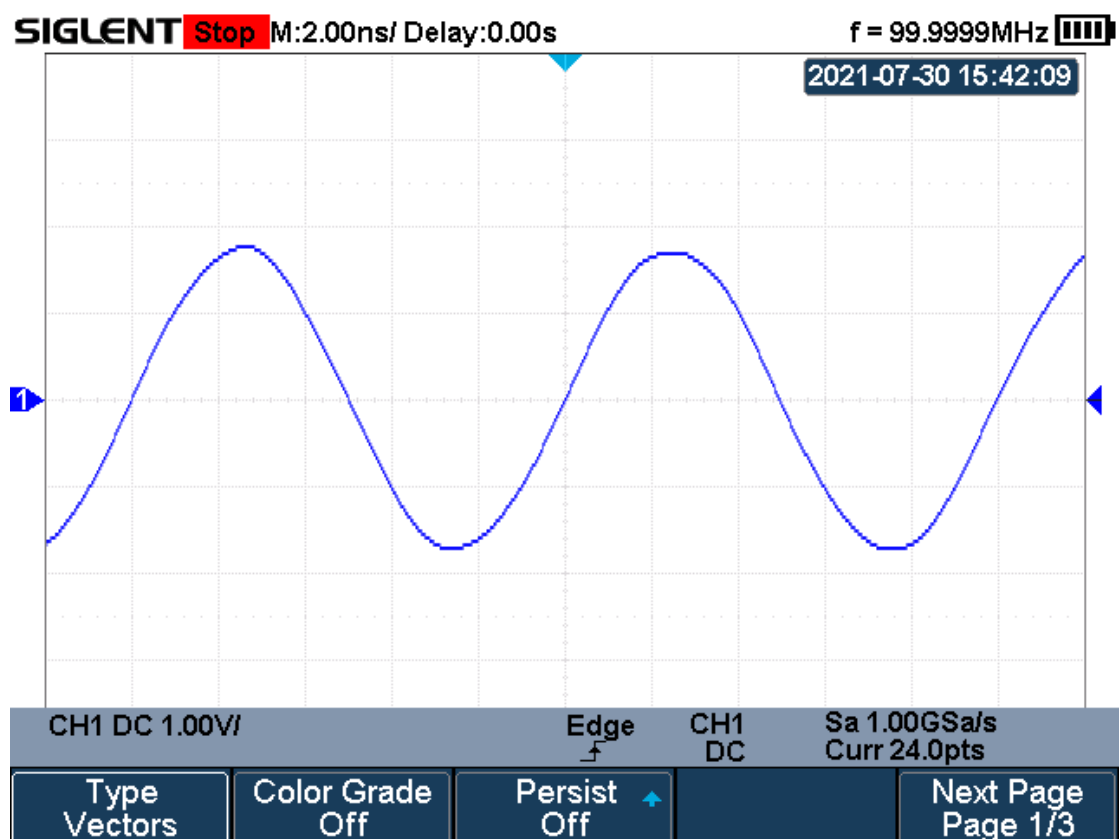 SIGLENT Stop M:2.00ns/ Delay:0.00s f = 99.9999MHz
2021-07-30 15:42:09
1
CH1 DC 1.00V/ Edge CH1 Sa 1.00GSa/s
DC Curr 24.0pts
Type Color Grade Persist Next Page
Vectors Off Off Page 1/3